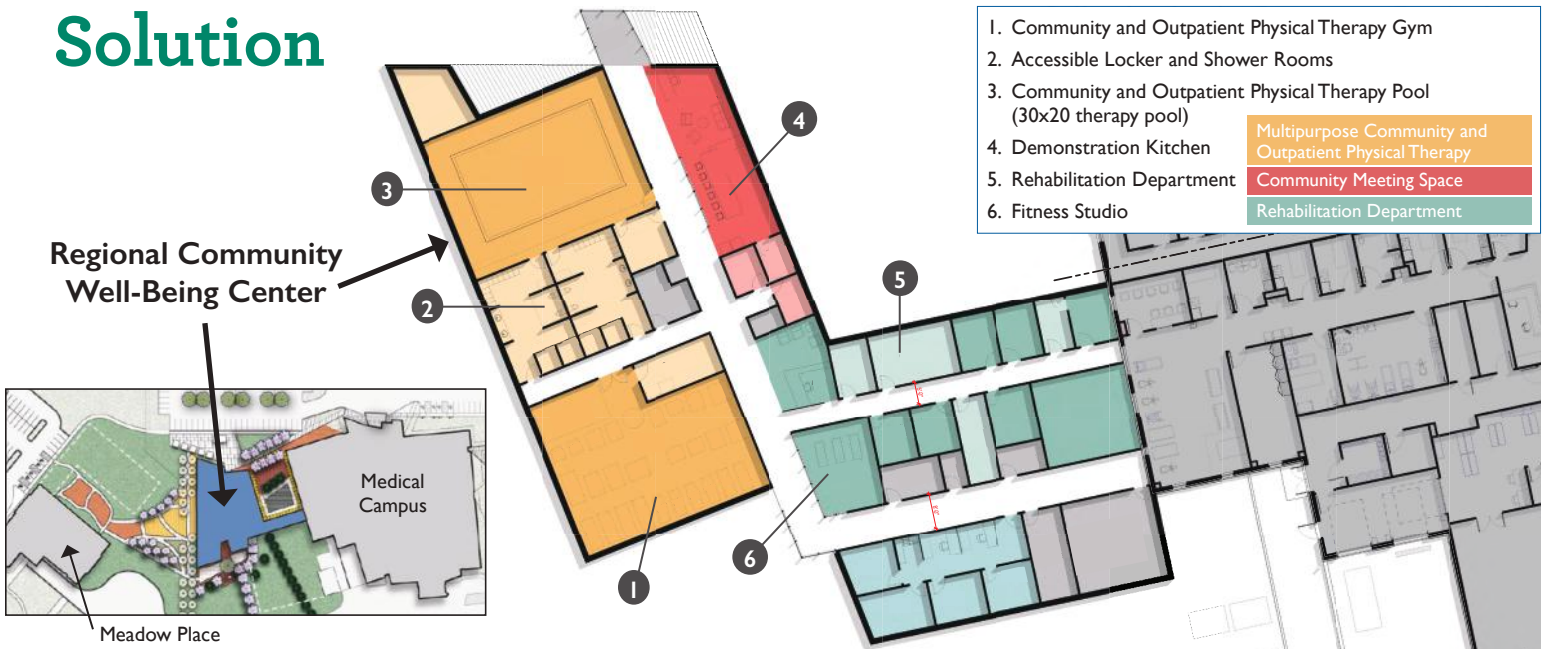 Solution
1. Community and Outpatient Physical Therapy Gym
2. Accessible Locker and Shower Rooms
3. Community and Outpatient Physical Therapy Pool
(30x20 therapy pool)
4. Demonstration Kitchen
5. Rehabilitation Department
6. Fitness Studio
Multipurpose Community and
Outpatient Physical Therapy
Community Meeting Space
Rehabilitation Department
4
3
Regional Community
Well-Being Center
2
5
6
1
Medical
Campus
Meadow Place